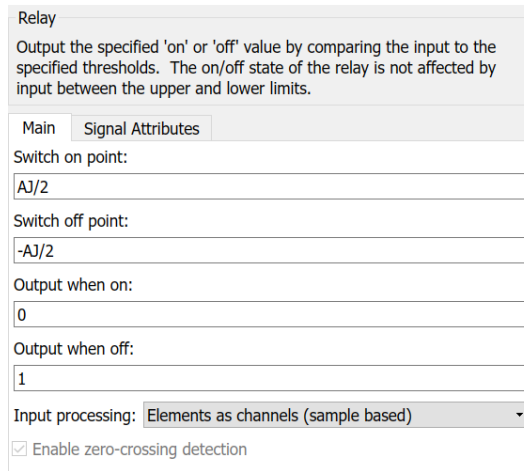 Relay
Output the specified 'on' or 'off' value by comparing the input to the
specified thresholds.  The on/off state of the relay is not affected by
input between the upper and lower limits.
Main Signal Attributes
Switch on point:
AJ/2
Switch off point:
-AJ/2
Output when on:
0
Output when off:
1
Input processing: Elements as channels (sample based)
Enable zero-crossing detection